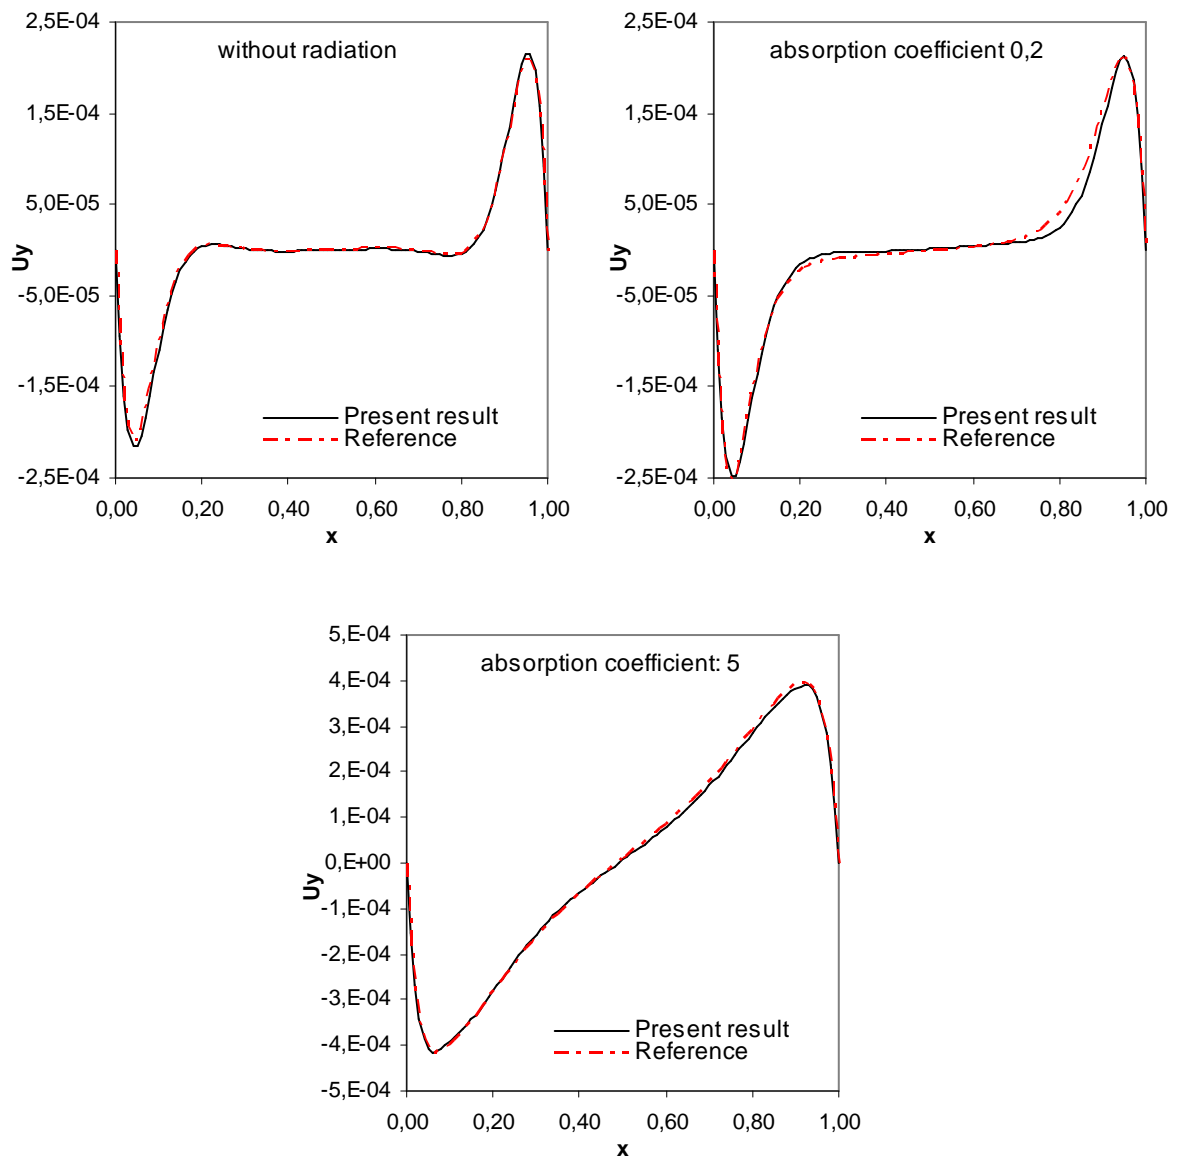 without radiation
2,5E-04
1,5E-04
5,0E-05
-5,0E-05
-1,5E-04
-2,5E-04
Uy
0,00 0,20 0,40 0,60 0,80 1,00
x
Present result
Reference
absorption coefficient 0,2
2,5E-04
1,5E-04
5,0E-05
-5,0E-05
-1,5E-04
-2,5E-04
Uy
0,00 0,20 0,40 0,60 0,80 1,00
x
Present result
Reference
absorption coefficient: 5
5,E-04
4,E-04
3,E-04
2,E-04
1,E-04
0,E+00
-1,E-04
-2,E-04
-3,E-04
-4,E-04
-5,E-04
Uy
0,00 0,20 0,40 0,60 0,80 1,00
x
Present result
Reference